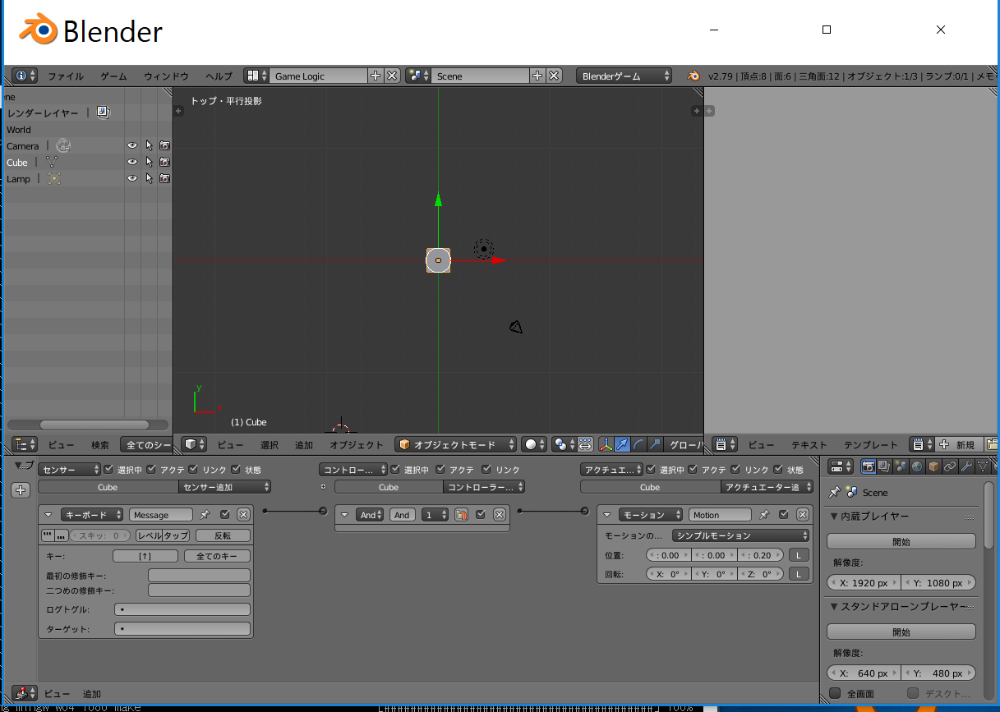 Blender
ファイル ゲーム ウィンドウ ヘルプ Game Logic Scene Blenderゲーム v2.79 | 頂点:8 | 面:6 | 三角面:12 | オブジェクト:1/3 | ランプ:0/1 | メモ
ne
レンダーレイヤー |
World
Camera |
Cube |
Lamp |
トップ・平行投影
y
x
(1) Cube
ビュー 検索 全てのシー
ビュー 選択 追加 オブジェクト オブジェクトモード グローバ
ビュー テキスト テンプレート 新規
センサー 選択中 アクテ リンク 状態
Cube センサー追加
コントロー... 選択中 アクテ リンク
Cube コントローラー...
アクチュエ... 選択中 アクテ リンク 状態
Cube アクチュエーター追
キーボード Message
スキッ: 0 レベル タップ 反転
キー: [↑] 全てのキー
最初の修飾キー:
二つめの修飾キー:
ログトグル:
ターゲット:
And And 1
モーション Motion
モーションの... シンプルモーション
位置: : 0.00 : 0.00 : 0.20 L
回転: X: 0° Y: 0° Z: 0° L
Scene
内蔵プレイヤー
開始
解像度:
X: 1920 px Y: 1080 px
スタンドアローンプレーヤー
開始
解像度:
X: 640 px Y: 480 px
全画面 デスクト...
ビュー 追加
100%